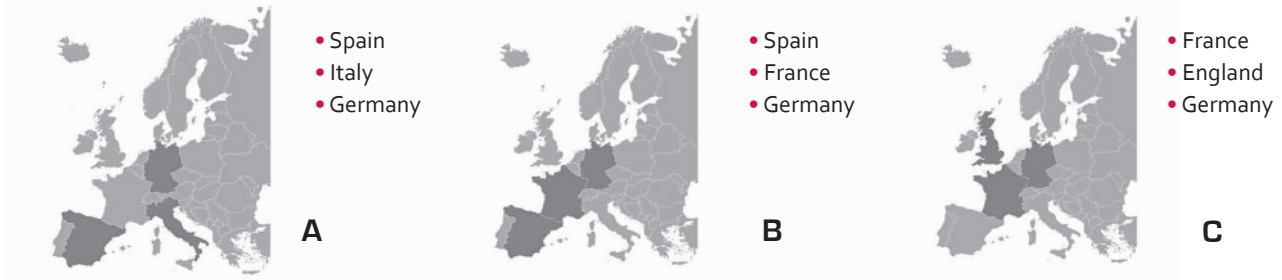 • Spain
• Italy
• Germany
A
• Spain
• France
• Germany
B
• France
• England
• Germany
C